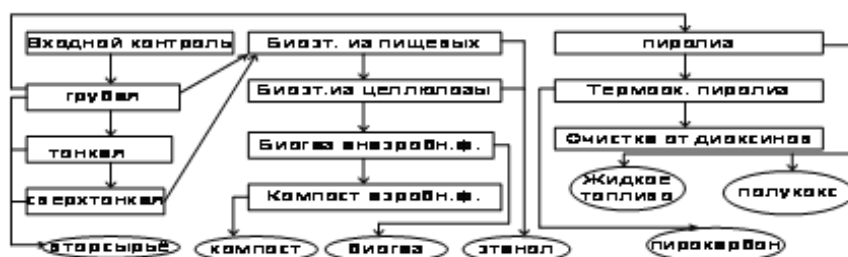 Входной контроль
грубая
тонкая
сверхтонкая
вторсырьё
Биоэт. из пищевых
Биоэт.из целлюлозы
Биогаз анаэробн.ф.
Компост аэробн.ф.
компост
биогаз
этанол
пиролиз
Термоок. пиролиз
Очистка от диоксинов
Жидкое
топливо
полукокс
пирокарбон